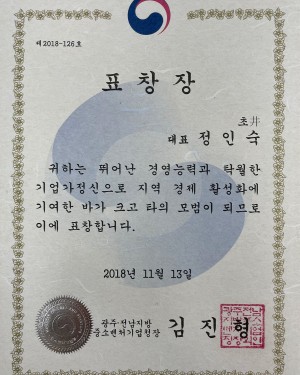 제2018-126호
표창장
초井
대표 정인숙
귀하는 뛰어난 경영능력과 탁월한
기업가정신으로 지역 경제 활성화에
기여한 바가 크고 타의 모범이 되므로
이에 표창합니다.
2018년 11월 13일
광주전남지방
중소벤처기업청장
김진형